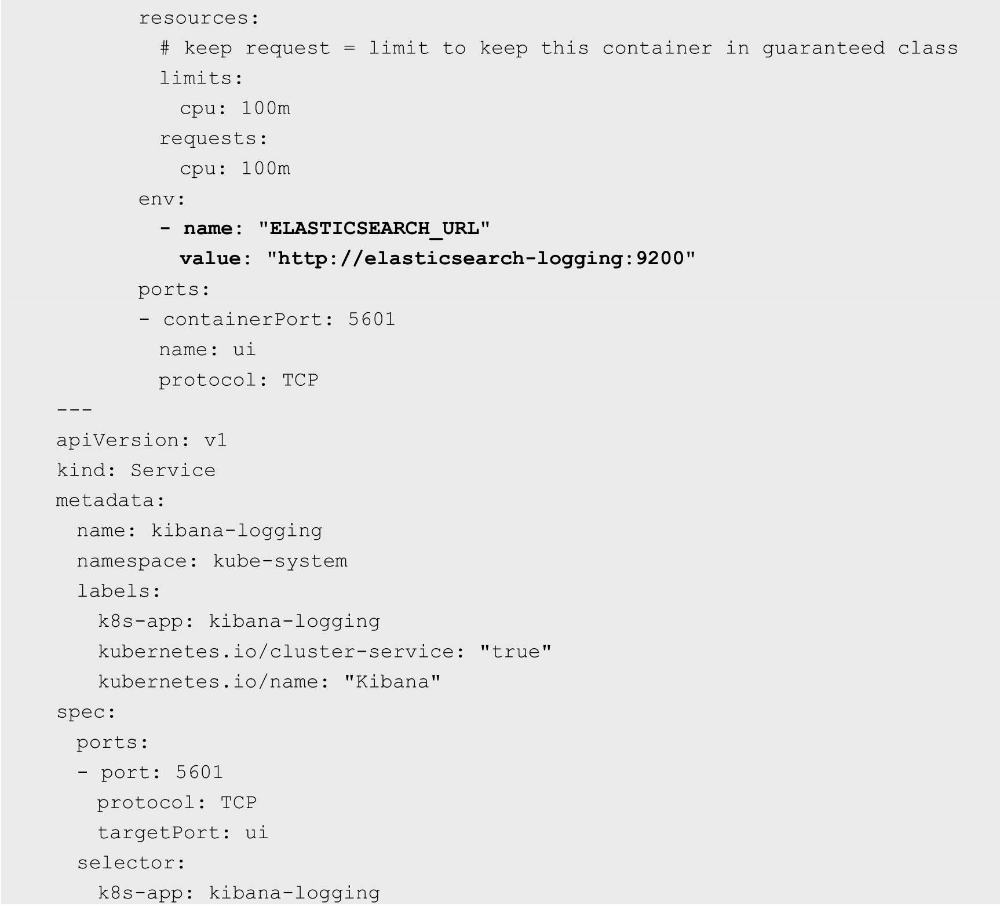 resources:
# keep request = limit to keep this container in guaranteed class
limits:
cpu: 100m
requests:
cpu: 100m
env:
- name: "ELASTICSEARCH_URL"
value: "http://elasticsearch-logging:9200"
ports:
- containerPort: 5601
name: ui
protocol: TCP
---
apiVersion: v1
kind: Service
metadata:
name: kibana-logging
namespace: kube-system
labels:
k8s-app: kibana-logging
kubernetes.io/cluster-service: "true"
kubernetes.io/name: "Kibana"
spec:
ports:
- port: 5601
protocol: TCP
targetPort: ui
selector:
k8s-app: kibana-logging